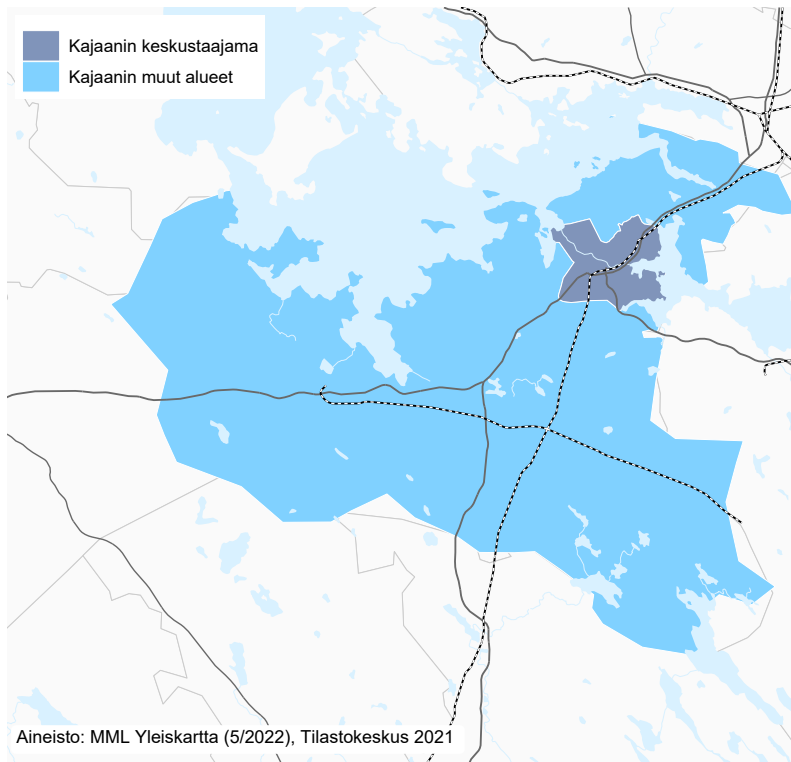 Kajaanin keskustaajama
Kajaanin muut alueet
Aineisto: MML Yleiskartta (5/2022), Tilastokeskus 2021